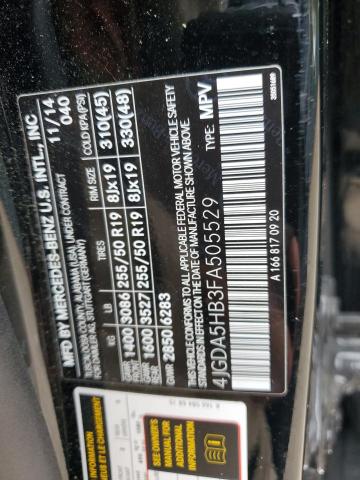 MFD BY MERCEDES-BENZ U.S. INTL., INC
IN TUSCALOOSA COUNTY, ALABAMA (USA), UNDER CONTRACT
FOR DAIMLER AG, STUTTGART (GERMANY)
11/14
040
KG LB TIRES RIM SIZE COLD KPA(PSI)
1400 3086 255/50 R19 8Jx19 310(45)
1600 3527 255/50 R19 8Jx19 330(48)
GWR 2850 6283
THIS VEHICLE CONFORMS TO ALL APPLICABLE FEDERAL MOTOR VEHICLE SAFETY
STANDARDS IN EFFECT ON THE DATE OF MANUFACTURE SHOWN ABOVE.
4JGDA5HB3FA505529 TYPE: MPV
A 166 817 09 20
SEE OWNER'S
MANUAL FOR
ADDITIONAL
INFORMATION